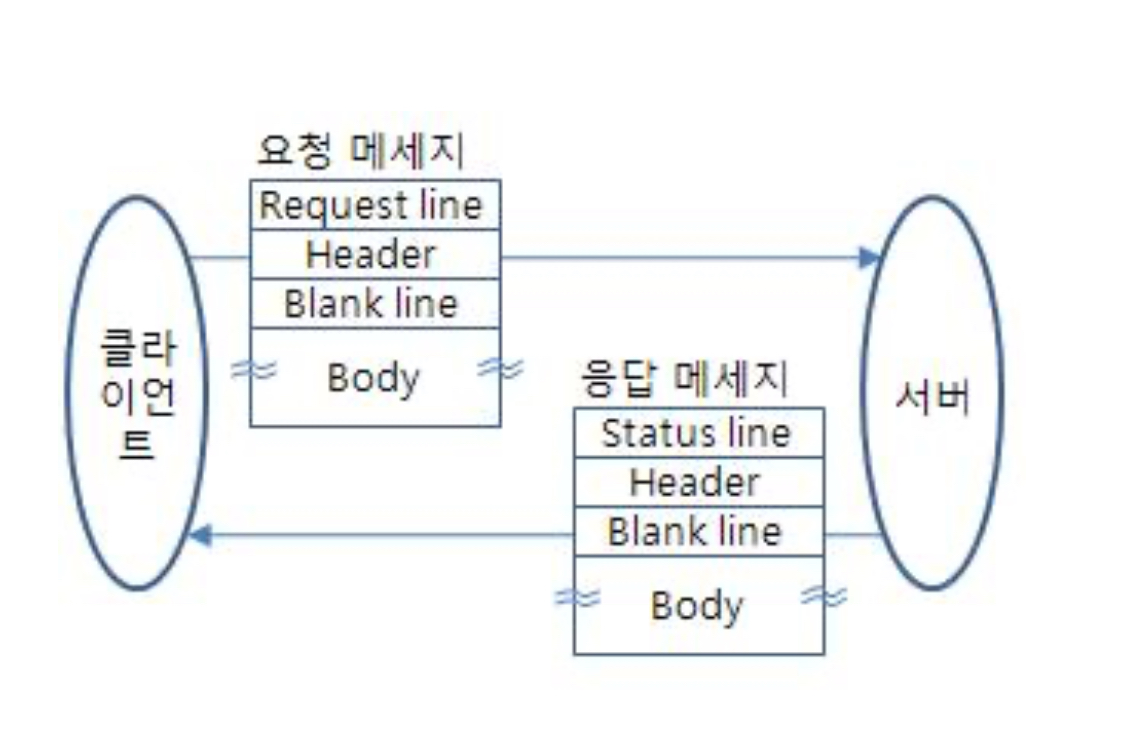 요청 메세지
Request line
Header
Blank line
Body
클라
이언
트
응답 메세지
Status line
Header
Blank line
Body
서버